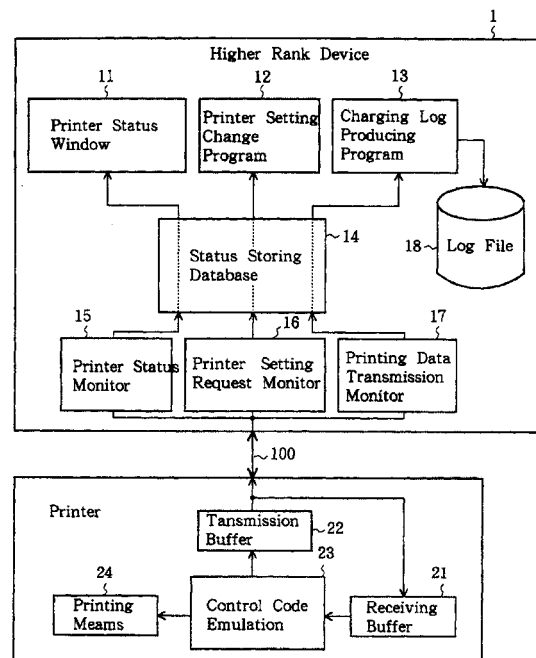 1
Higher Rank Device
11
12
13
Printer Status
Window
Printer Setting
Change
Program
Charging Log
Producing
Program
14
Status Storing
Database
18
Log File
15
16
17
Printer Status
Monitor
Printer Setting
Request Monitor
Printing Data
Transmission
Monitor
100
Printer
Tansmission
Buffer
22
23
24
21
Printing
Meams
Control Code
Emulation
Receiving
Buffer